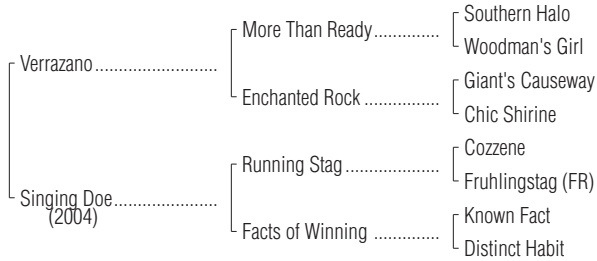 Southern Halo
More Than Ready..............
Woodman's Girl
Verrazano.........................
Giant's Causeway
Enchanted Rock ................
Chic Shirine
Cozzene
Running Stag....................
Fruhlingstag (FR)
Singing Doe.....................
(2004)
Known Fact
Facts of Winning ..............
Distinct Habit